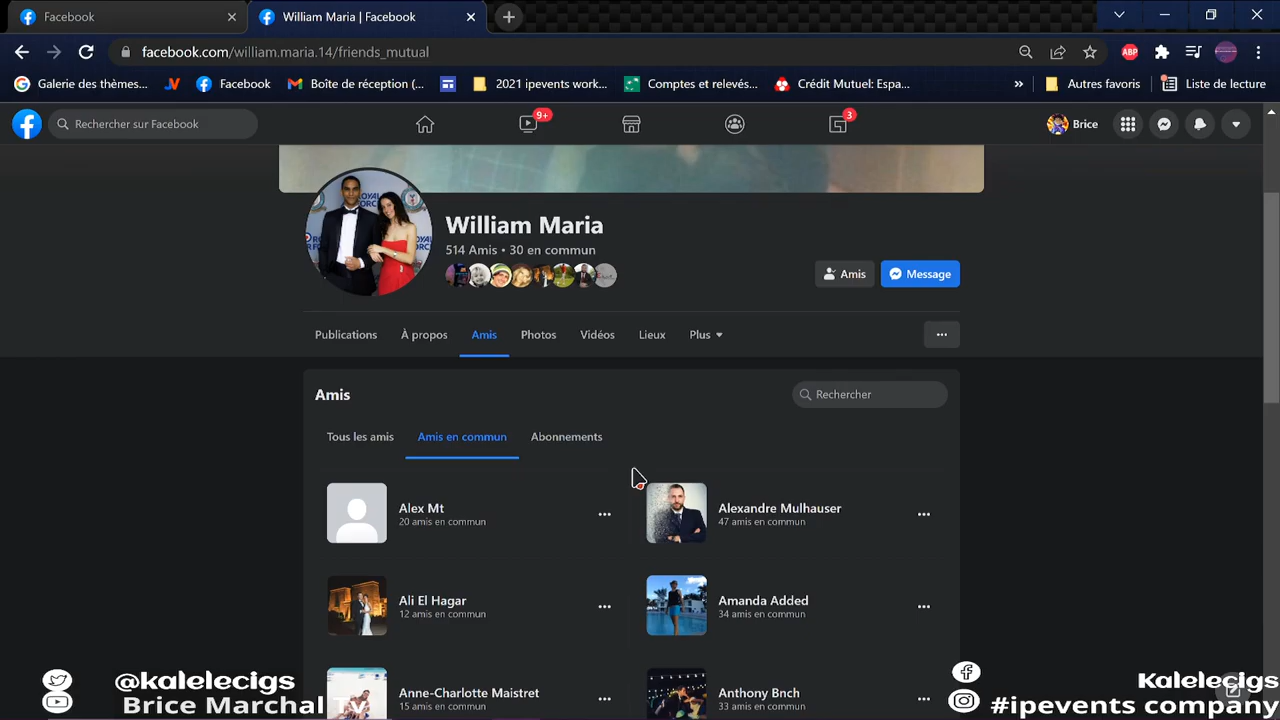 Facebook
William Maria | Facebook
facebook.com/william.maria.14/friends_mutual
ABP
Galerie des thèmes...
Facebook
Boîte de réception (...
2021 ipevents work...
Comptes et relevés...
Crédit Mutuel: Espa...
»
Autres favoris
Liste de lecture
Rechercher sur Facebook
9+
3
Brice
William Maria
514 Amis • 30 en commun
Amis
Message
Publications
À propos
Amis
Photos
Vidéos
Lieux
Plus
Amis
Rechercher
Tous les amis
Amis en commun
Abonnements
Alex Mt
20 amis en commun
Alexandre Mulhauser
47 amis en commun
Ali El Hagar
12 amis en commun
Amanda Added
34 amis en commun
Anne-Charlotte Maistret
15 amis en commun
Anthony Bnch
33 amis en commun
@kalelecigs
Brice Marchal Tv
Kalelecigs
#ipevents company